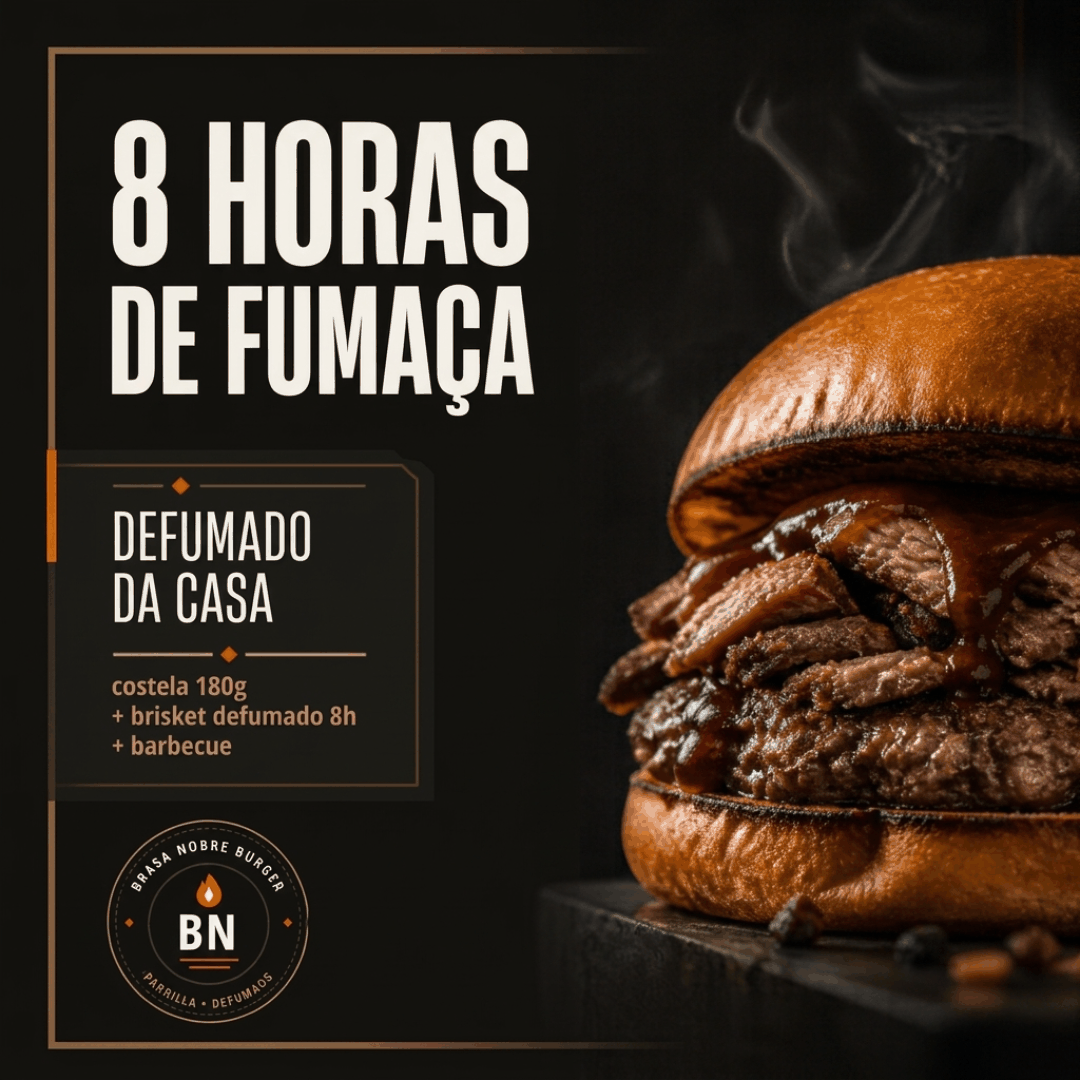 8 HORAS
DE FUMAÇA
DEFUMADO
DA CASA
costela 180g
+ brisket defumado 8h
+ barbecue
BRASA NOBRE BURGER
BN
PARRILLA • DEFUMAOS